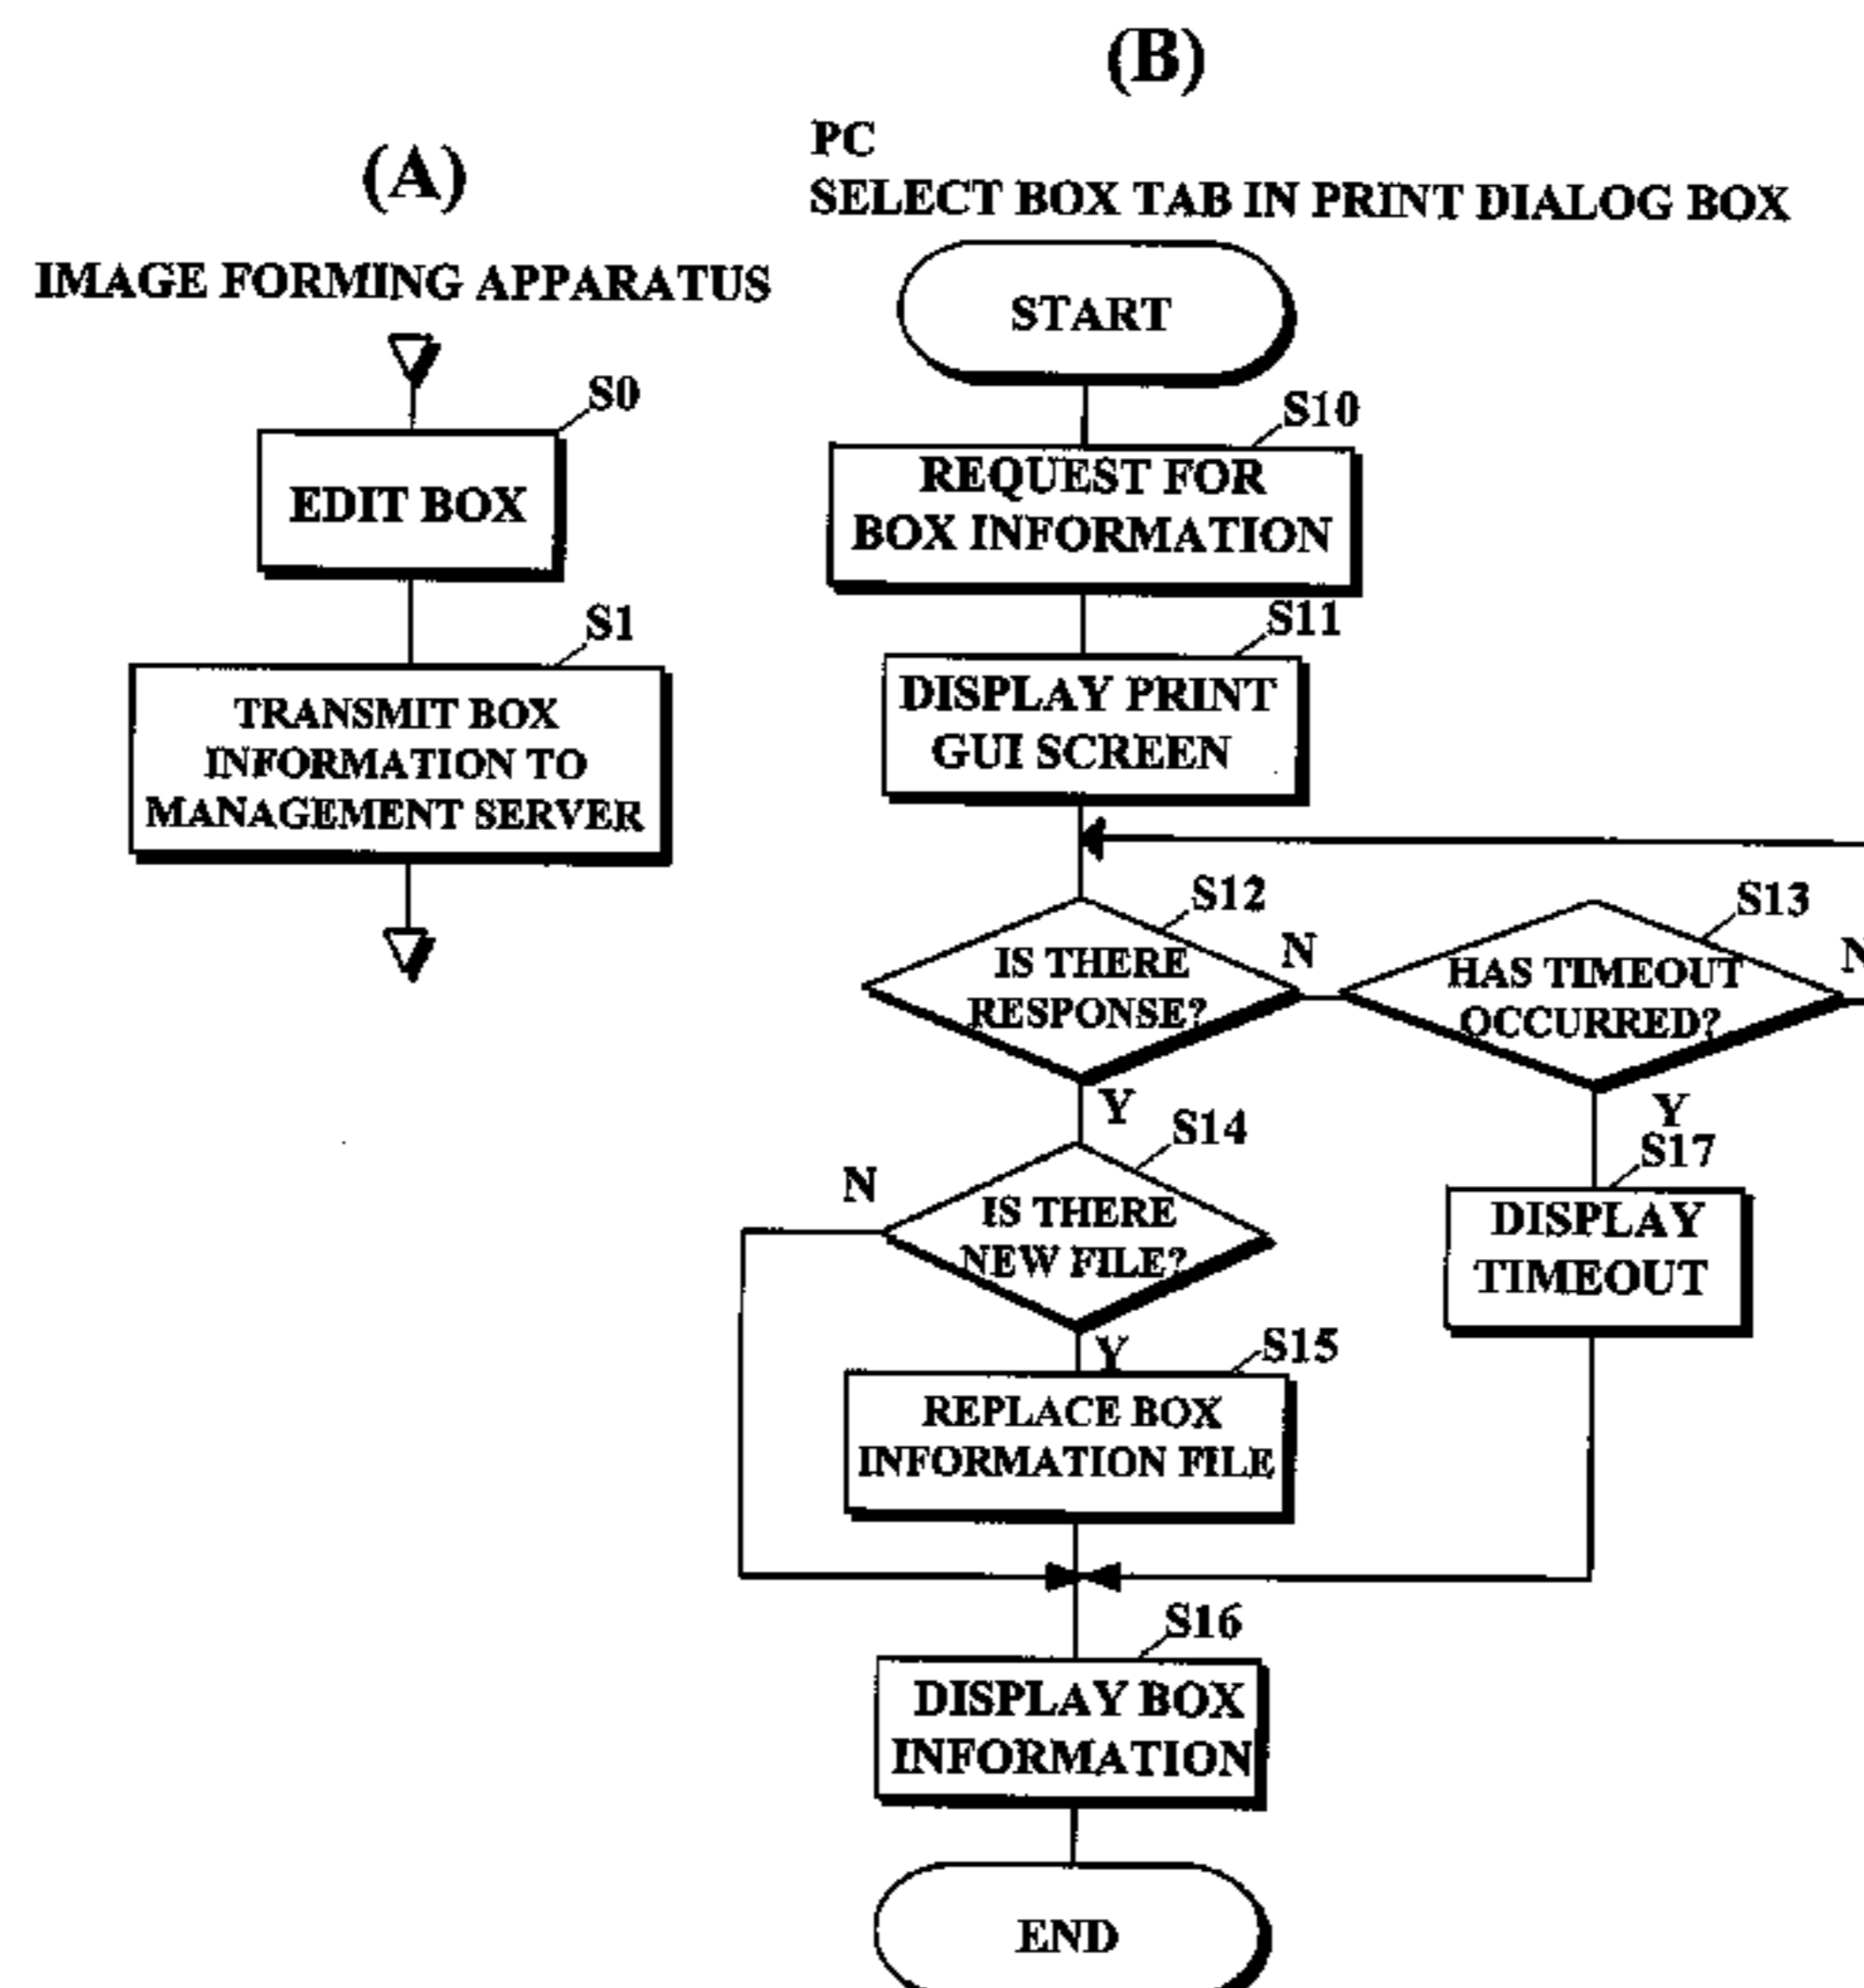 (A)
IMAGE FORMING APPARATUS
S0
EDIT BOX
S1
TRANSMIT BOX
INFORMATION TO
MANAGEMENT SERVER
(B)
PC
SELECT BOX TAB IN PRINT DIALOG BOX
START
S10
REQUEST FOR
BOX INFORMATION
S11
DISPLAY PRINT
GUI SCREEN
S12
IS THERE
RESPONSE?
N
S13
HAS TIMEOUT
OCCURRED?
N
Y
Y
S14
N
IS THERE
NEW FILE?
S17
DISPLAY
TIMEOUT
Y
S15
REPLACE BOX
INFORMATION FILE
S16
DISPLAY BOX
INFORMATION
END